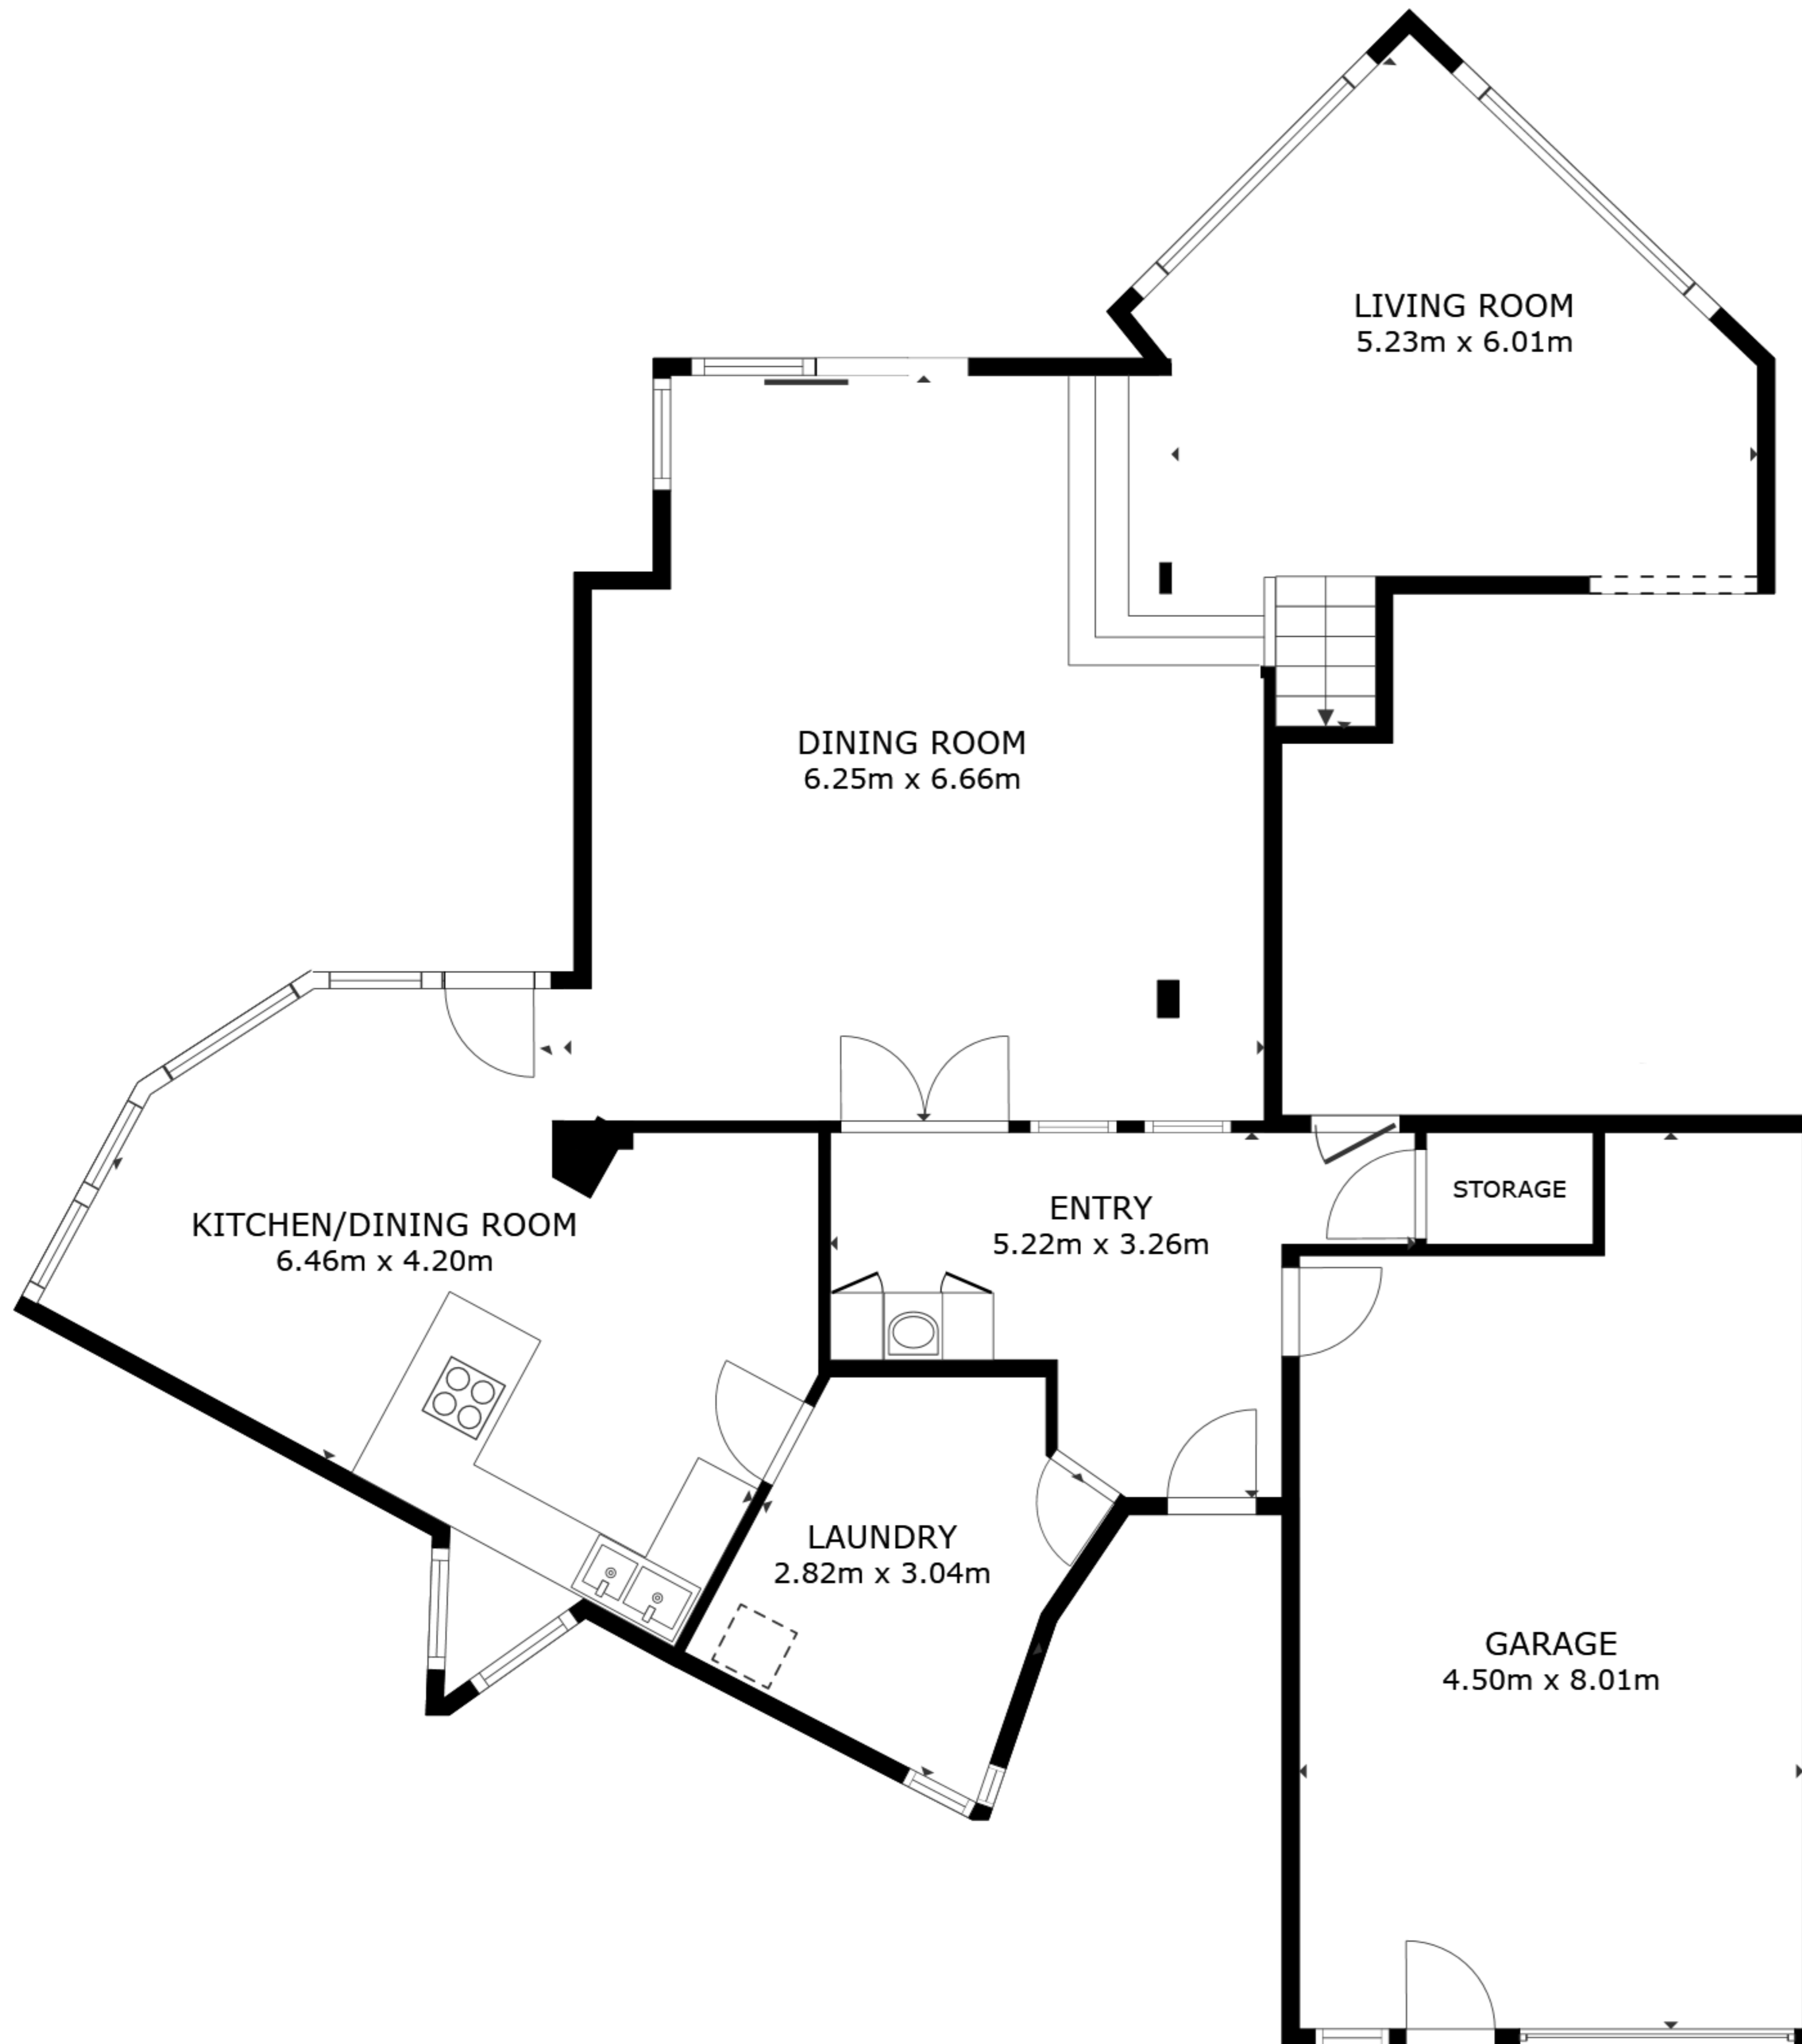 LIVING ROOM
5.23m x 6.01m
DINING ROOM
6.25m x 6.66m
STORAGE
ENTRY
5.22m x 3.26m
KITCHEN/DINING ROOM
6.46m x 4.20m
LAUNDRY
2.82m x 3.04m
GARAGE
4.50m x 8.01m